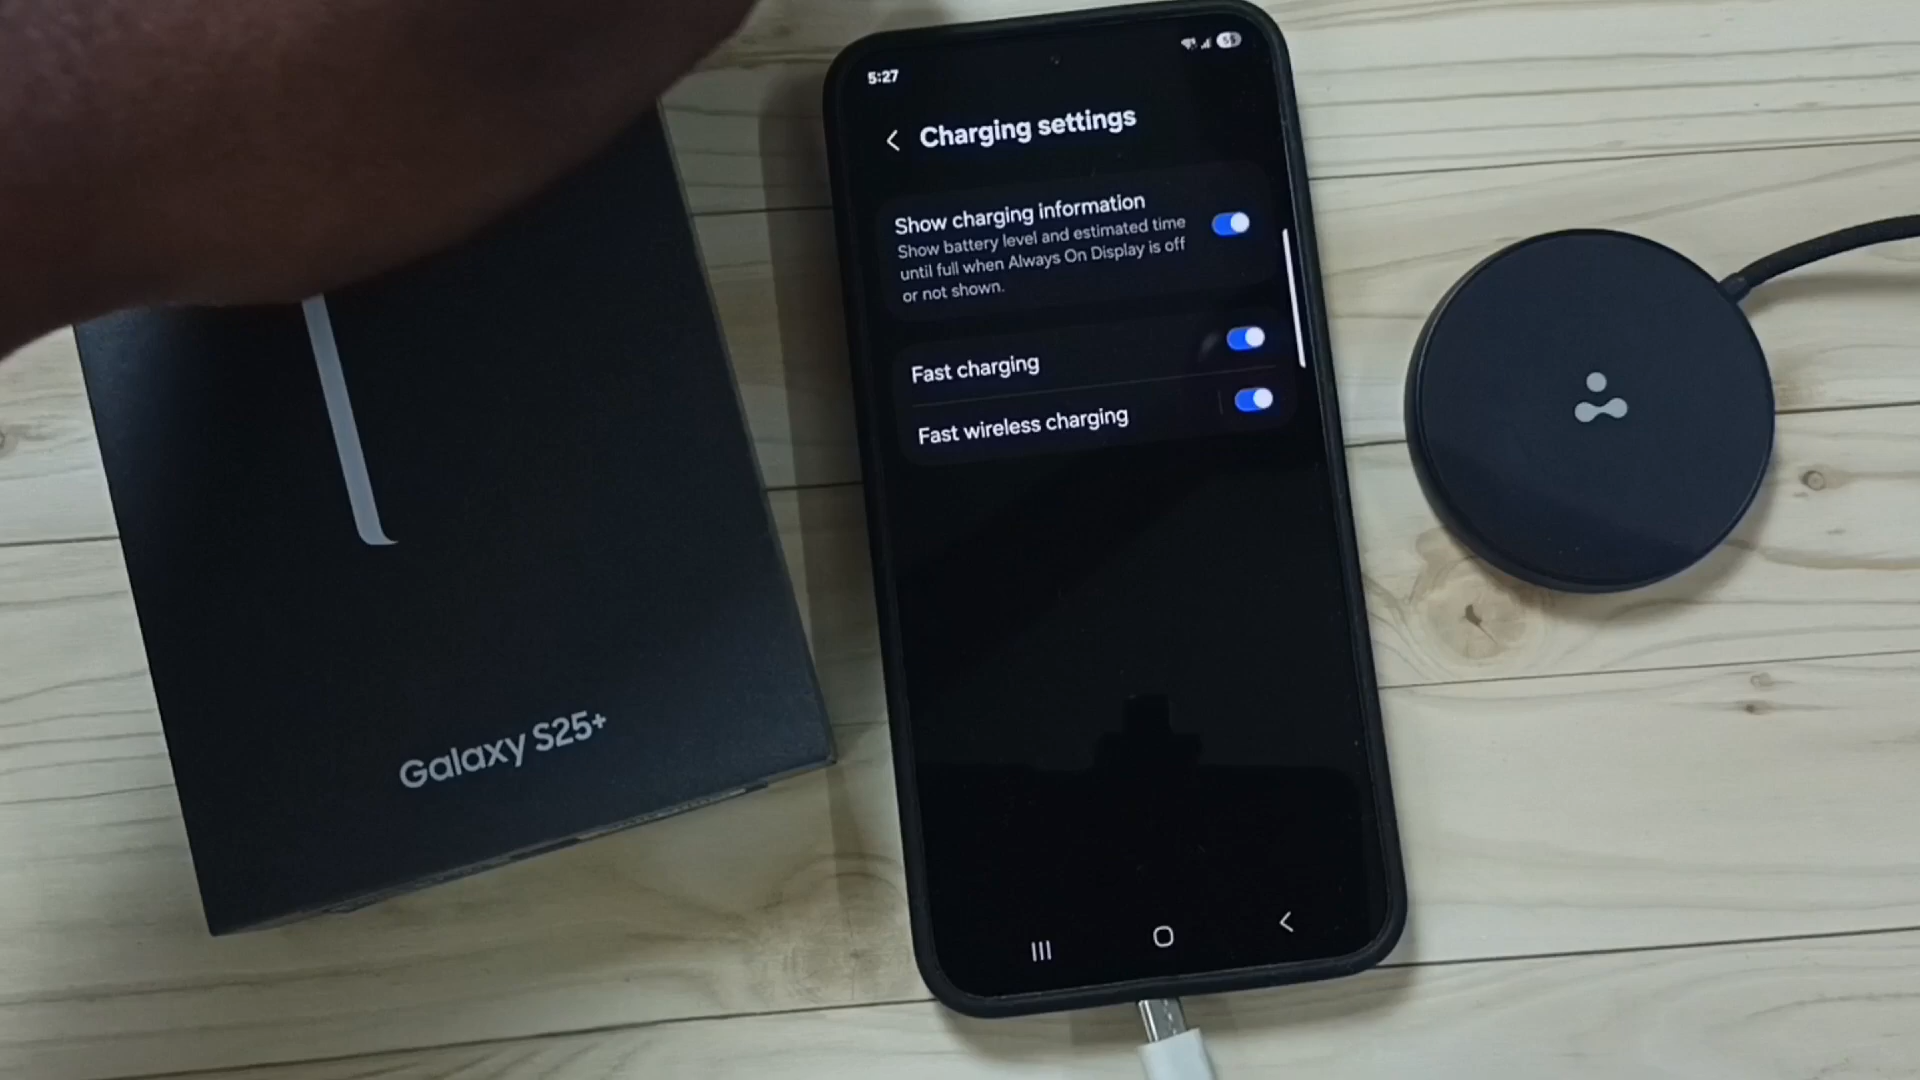 5:27
Charging settings
Show charging information
Show battery level and estimated time
until full when Always On Display is off
or not shown.
Fast charging
Fast wireless charging
Galaxy S25+